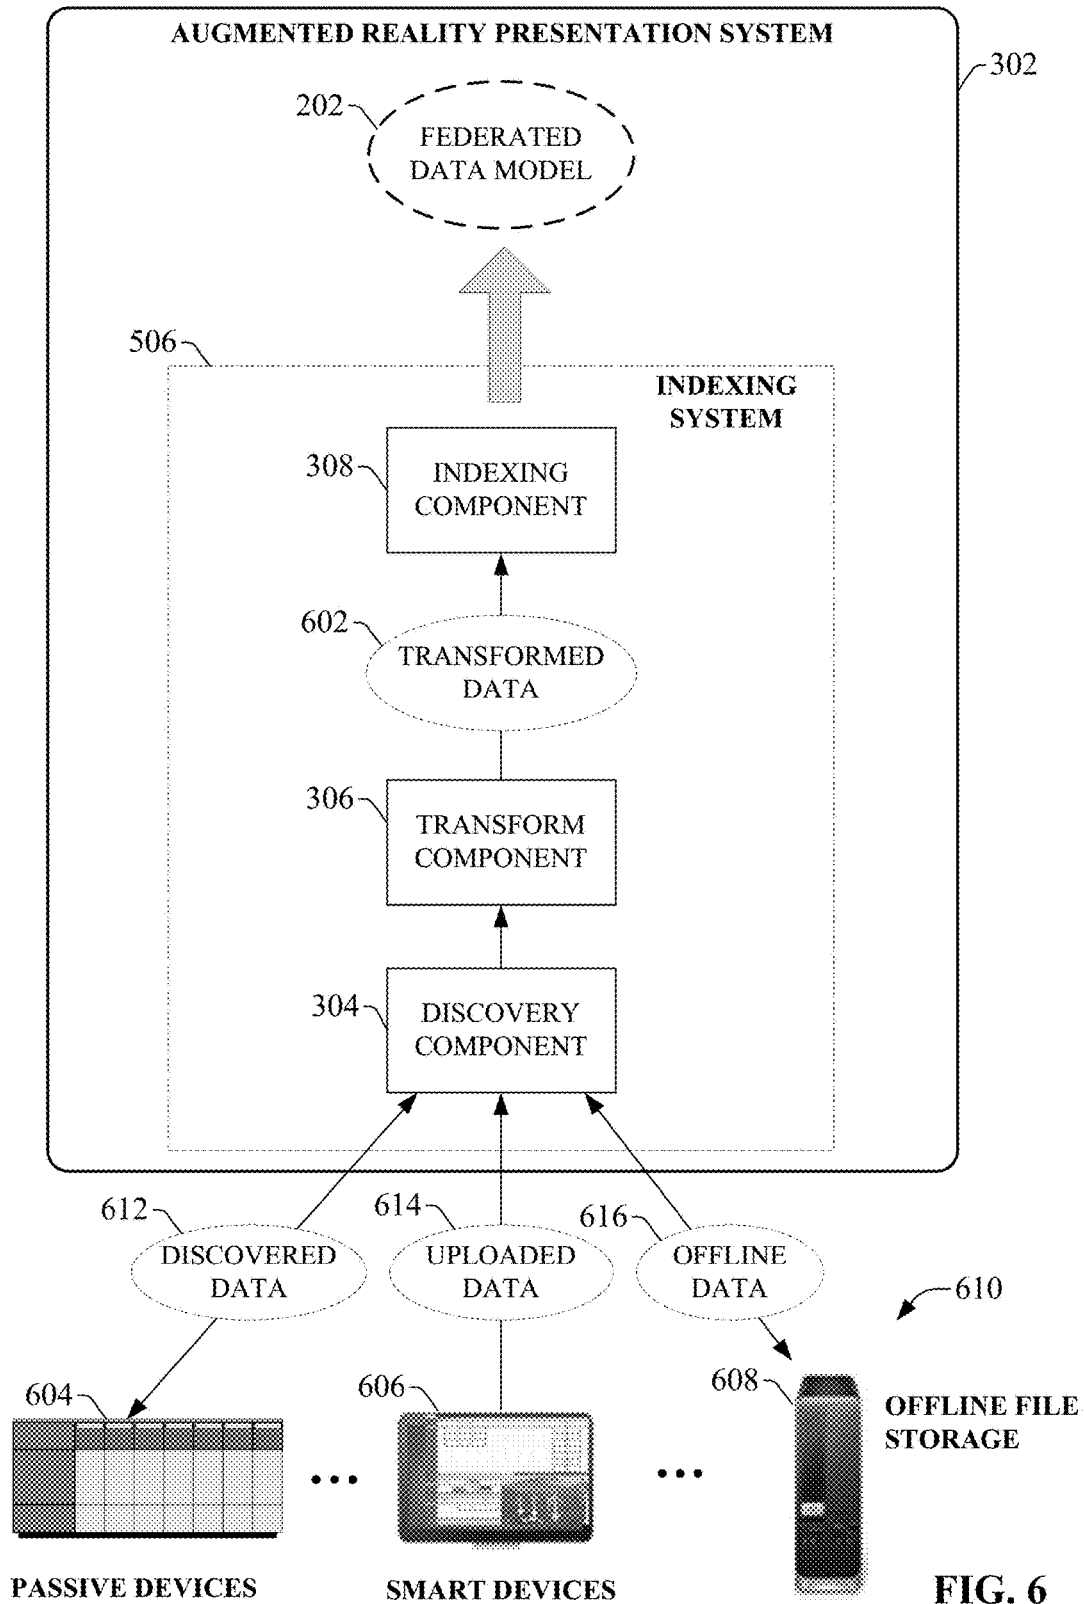 AUGMENTED REALITY PRESENTATION SYSTEM
302
202
FEDERATED
DATA MODEL
506
INDEXING
SYSTEM
308
INDEXING
COMPONENT
602
TRANSFORMED
DATA
306
TRANSFORM
COMPONENT
304
DISCOVERY
COMPONENT
612
DISCOVERED
DATA
614
UPLOADED
DATA
616
OFFLINE
DATA
610
604
606
608
OFFLINE FILE
STORAGE
PASSIVE DEVICES
SMART DEVICES
FIG. 6